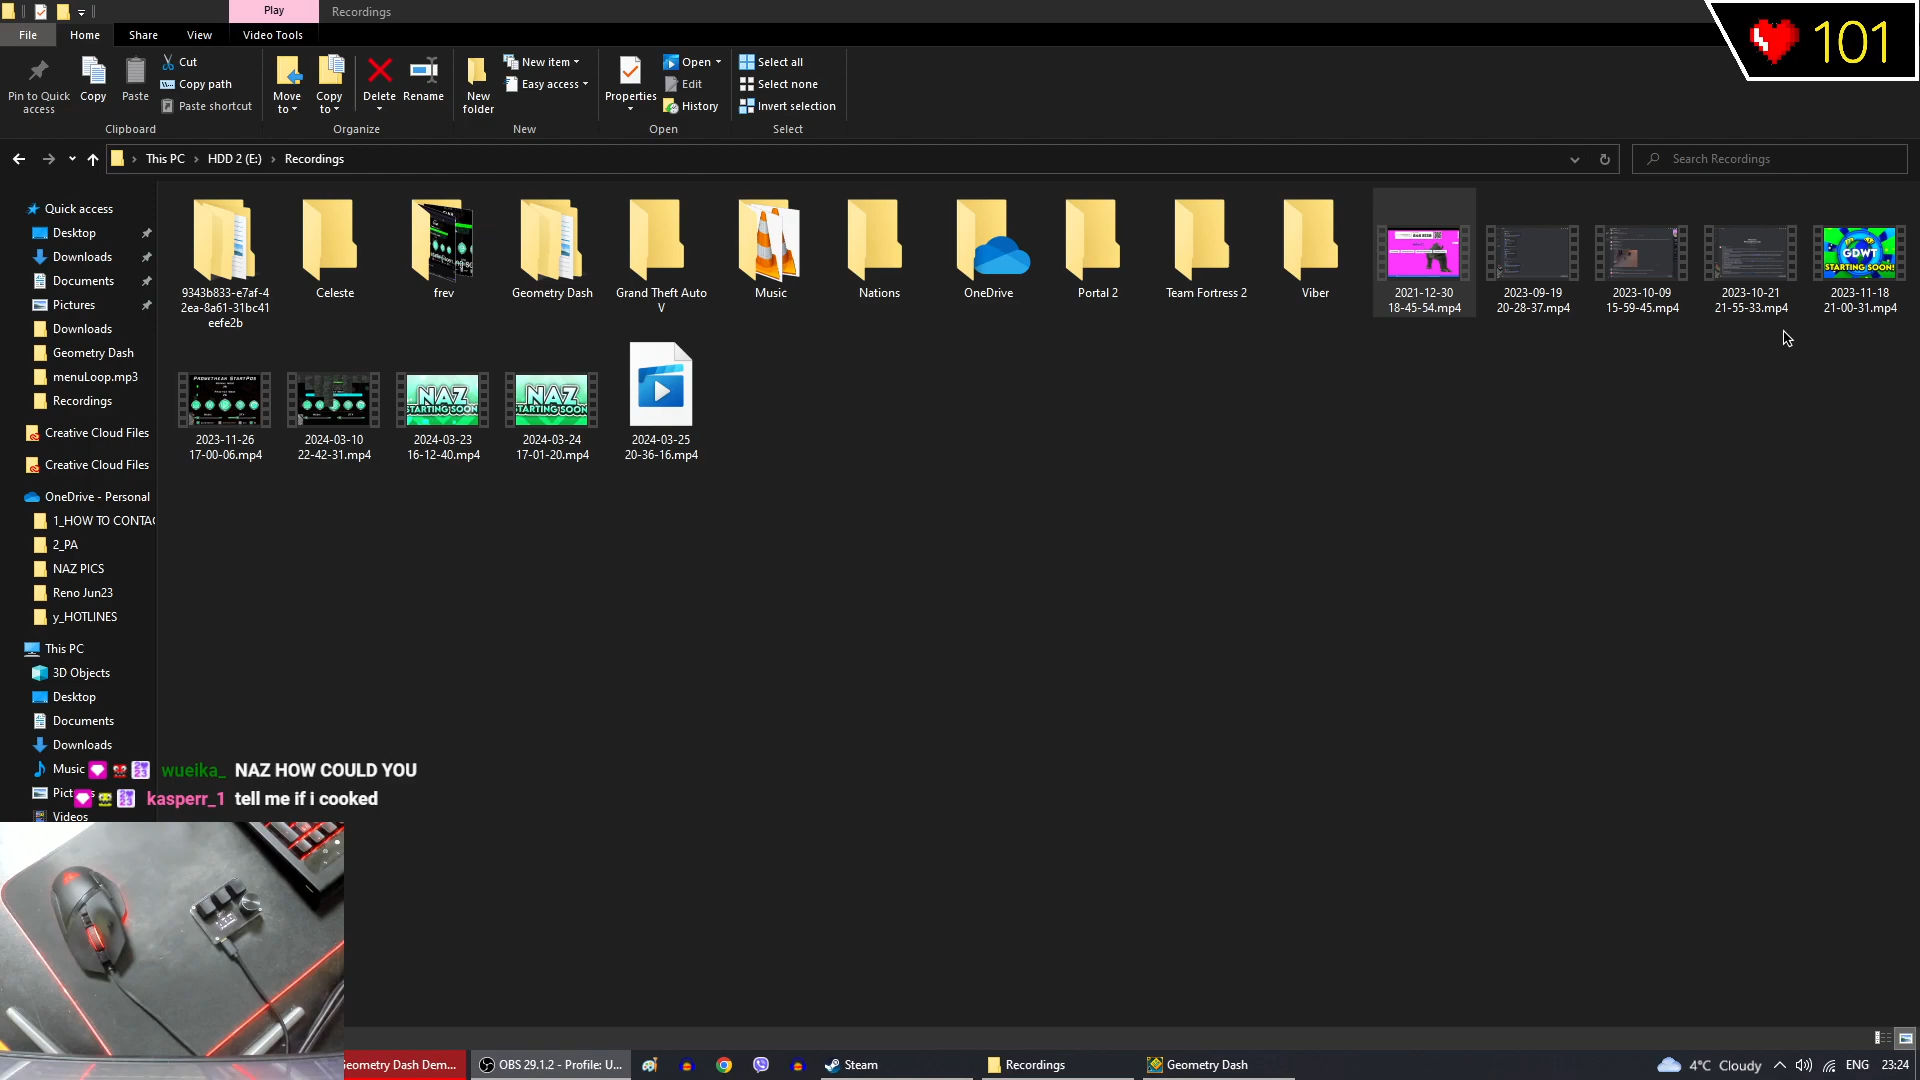 Play
Recordings
File
Home
Share
View
Video Tools
101
Pin to Quick access
Copy
Paste
Cut
Copy path
Paste shortcut
Clipboard
Move to
Copy to
Delete
Rename
Organize
New folder
New item
Easy access
New
Properties
Open
Edit
History
Open
Select all
Select none
Invert selection
Select
This PC
HDD 2 (E:)
Recordings
Search Recordings
Quick access
Desktop
Downloads
Documents
Pictures
Downloads
Geometry Dash
menuLoop.mp3
Recordings
Creative Cloud Files
Creative Cloud Files
OneDrive - Personal
1_HOW TO CONTAC
2_PA
NAZ PICS
Reno Jun23
y_HOTLINES
This PC
3D Objects
Desktop
Documents
Downloads
Music
Pict
Videos
9343b833-e7af-4
2ea-8a61-31bc41
eefe2b
Celeste
frev
Geometry Dash
Grand Theft Auto
V
Music
Nations
OneDrive
Portal 2
Team Fortress 2
Viber
2021-12-30
18-45-54.mp4
2023-09-19
20-28-37.mp4
2023-10-09
15-59-45.mp4
2023-10-21
21-55-33.mp4
GDWT
STARTING SOON!
2023-11-18
21-00-31.mp4
2023-11-26
17-00-06.mp4
2024-03-10
22-42-31.mp4
NAZ
STARTING SOON
2024-03-23
16-12-40.mp4
NAZ
STARTING SOON
2024-03-24
17-01-20.mp4
2024-03-25
20-36-16.mp4
wueika_ NAZ HOW COULD YOU
kasperr_1 tell me if i cooked
Geometry Dash Dem...
OBS 29.1.2 - Profile: U...
Steam
Recordings
Geometry Dash
4°C Cloudy
ENG
23:24